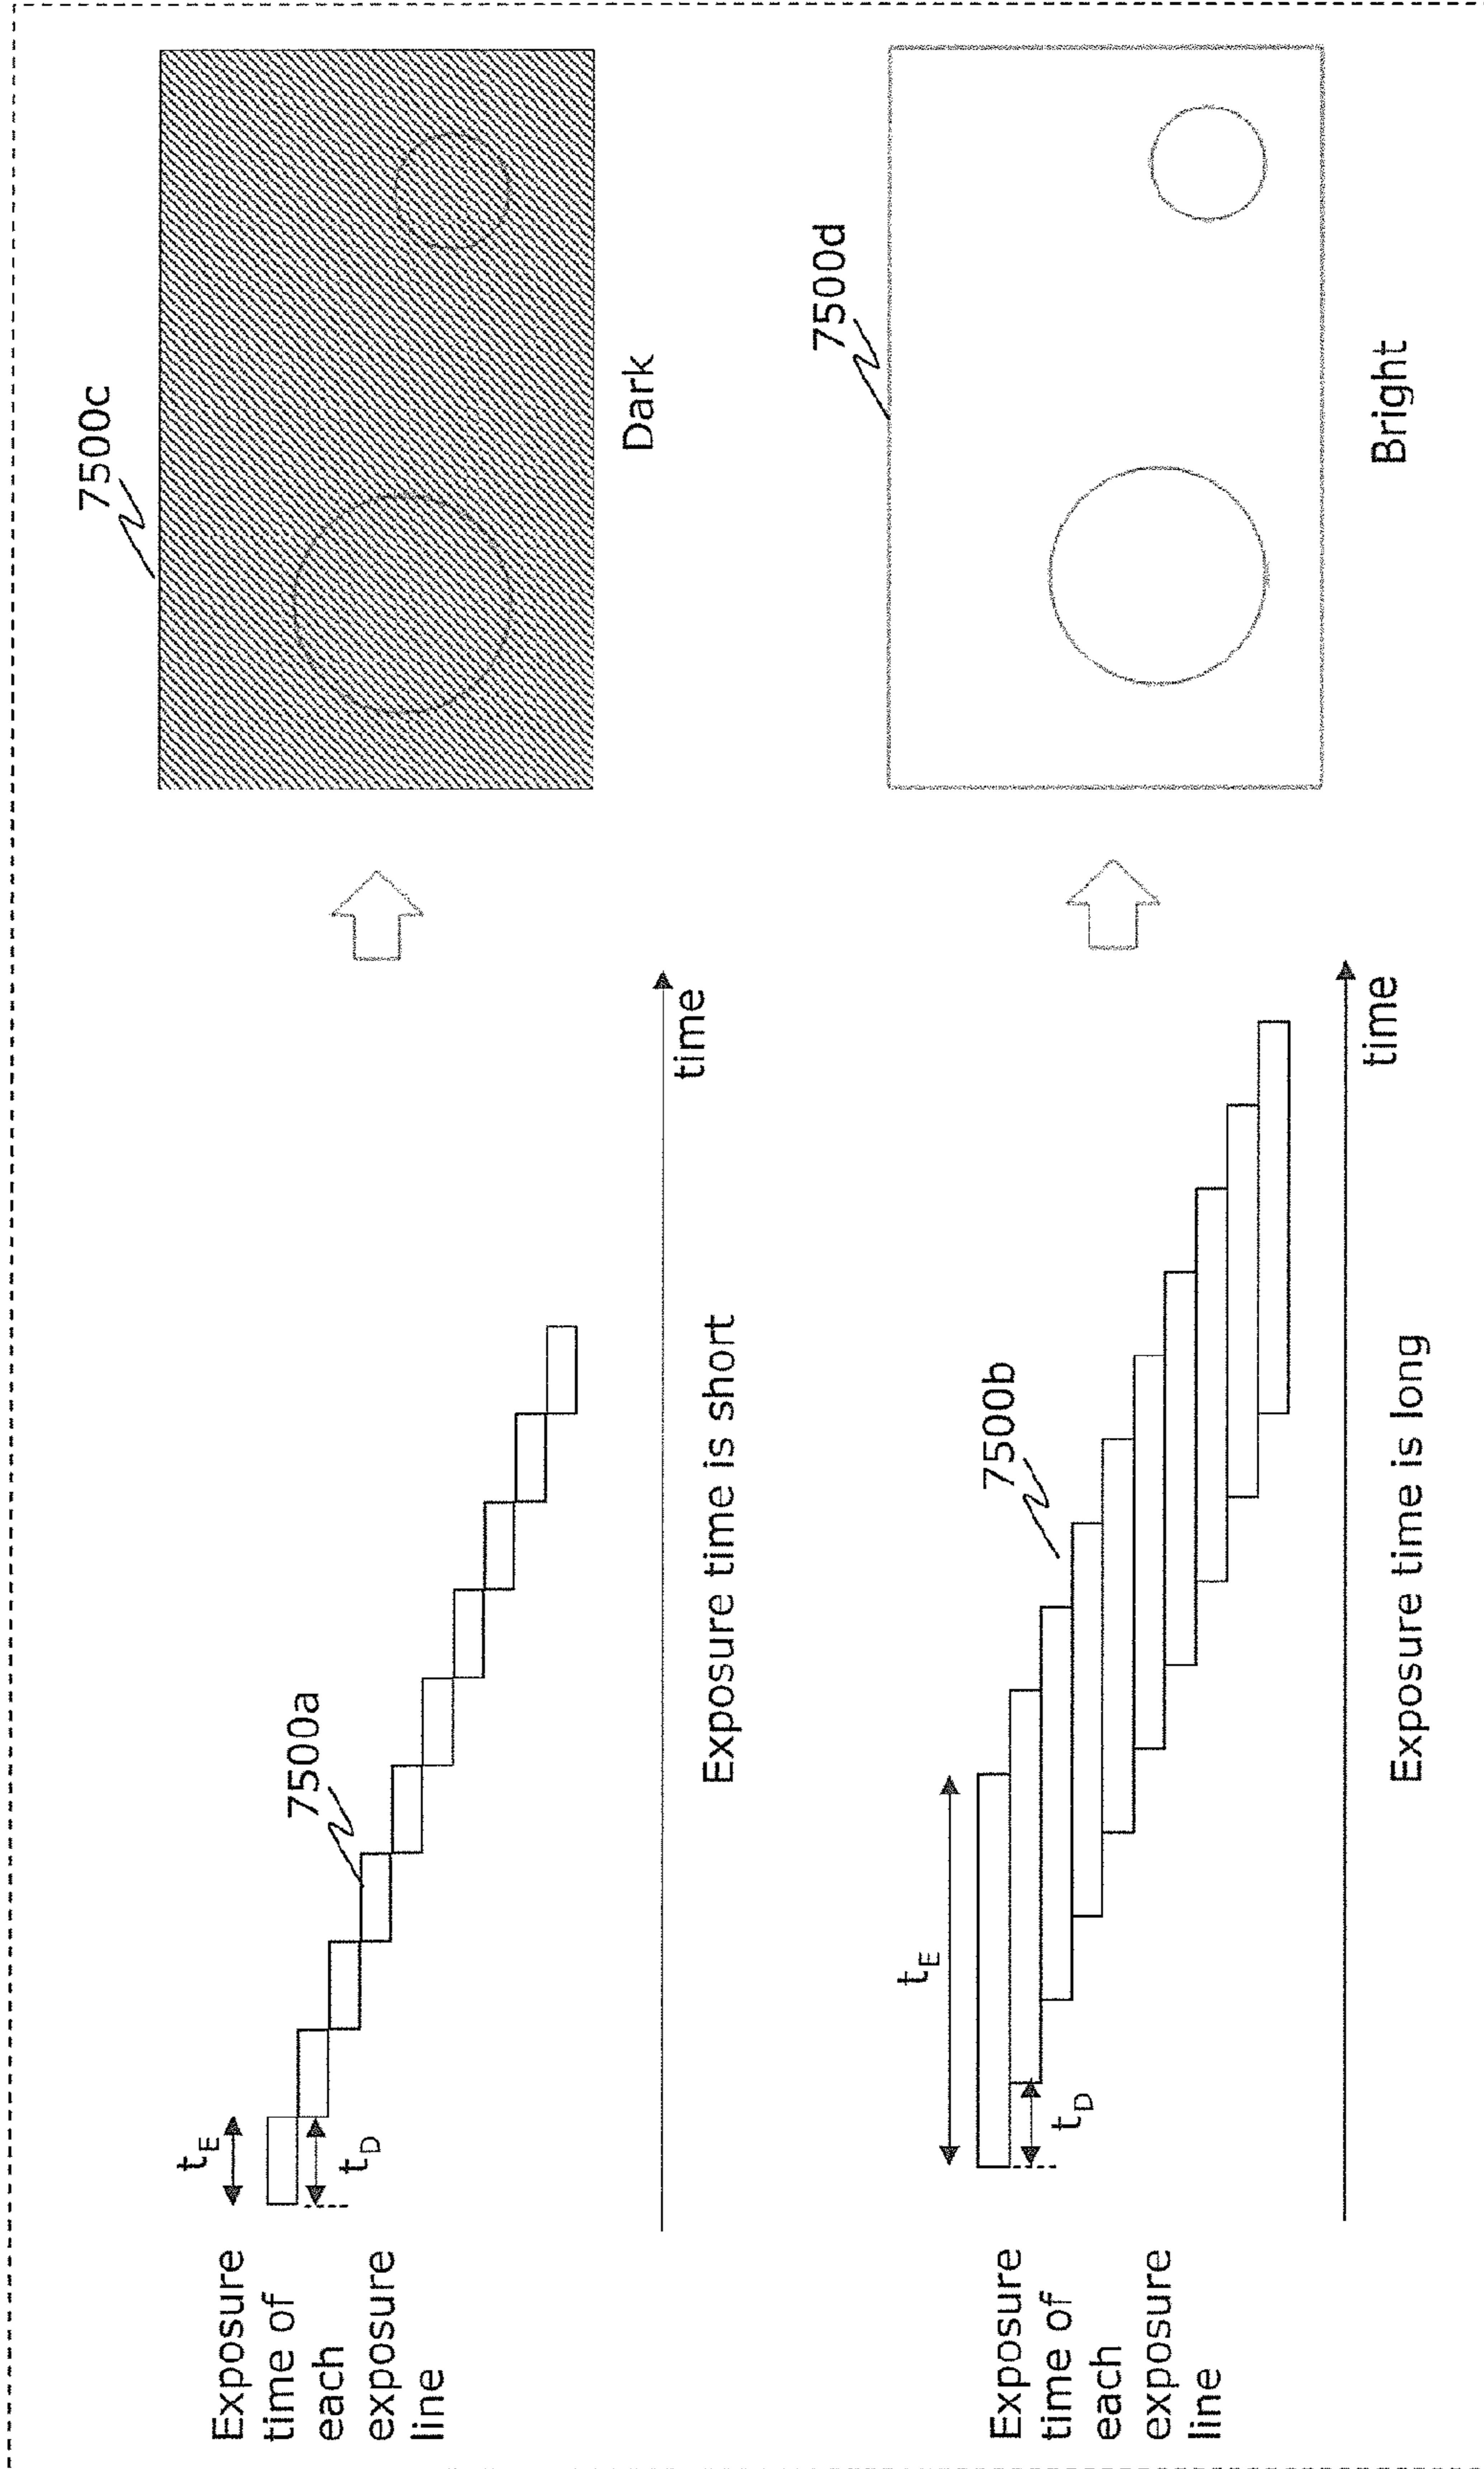 Exposure
time of
each
exposure
line
t_E
t_D
7500a
time
Exposure time is short
7500c
Dark
Exposure
time of
each
exposure
line
t_E
t_D
7500b
time
Exposure time is long
7500d
Bright